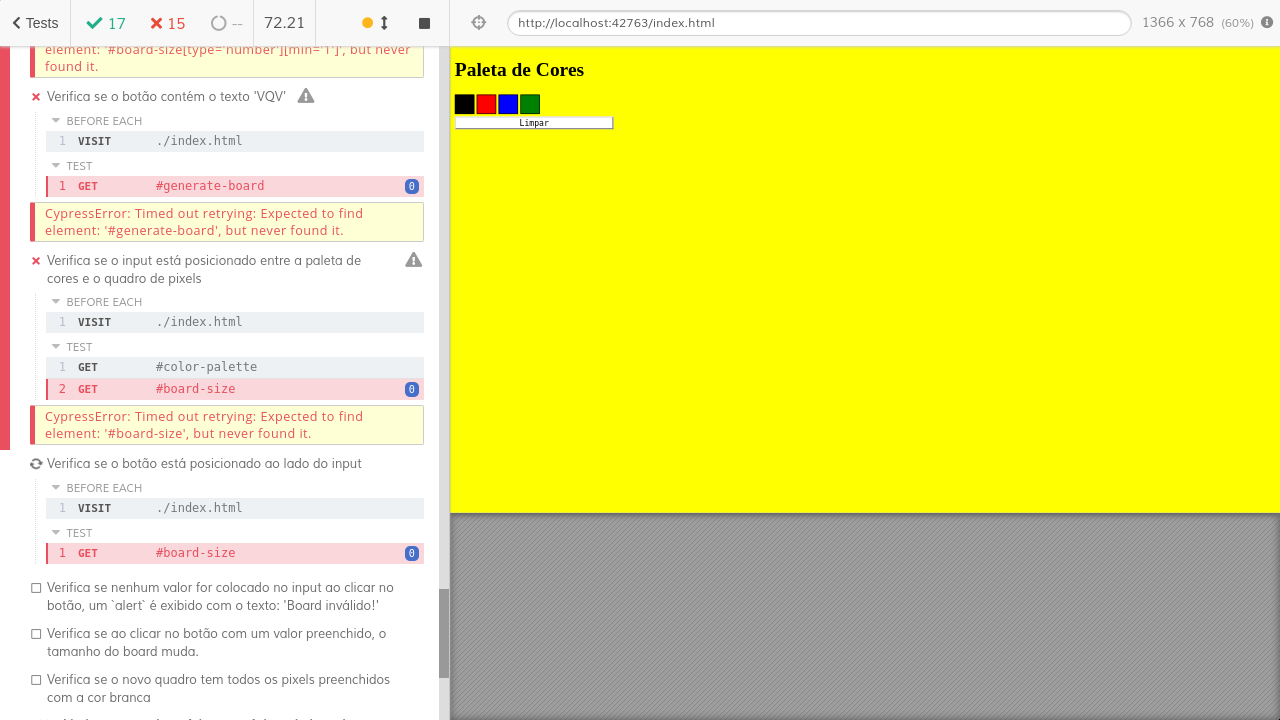 Tests
17
15
--
72.21
http://localhost:42763/index.html
1366 x 768 (60%)
element: '#board-size[type='number'][min='1']', but never
found it.
Verifica se o botão contém o texto 'VQV'
BEFORE EACH
1 VISIT ./index.html
TEST
1 GET #generate-board 0
CypressError: Timed out retrying: Expected to find
element: '#generate-board', but never found it.
Verifica se o input está posicionado entre a paleta de
cores e o quadro de pixels
BEFORE EACH
1 VISIT ./index.html
TEST
1 GET #color-palette
2 GET #board-size 0
CypressError: Timed out retrying: Expected to find
element: '#board-size', but never found it.
Verifica se o botão está posicionado ao lado do input
BEFORE EACH
1 VISIT ./index.html
TEST
1 GET #board-size 0
Verifica se nenhum valor for colocado no input ao clicar no
botão, um `alert` é exibido com o texto: 'Board inválido!'
Verifica se ao clicar no botão com um valor preenchido, o
tamanho do board muda.
Verifica se o novo quadro tem todos os pixels preenchidos
com a cor branca
Paleta de Cores
Limpar